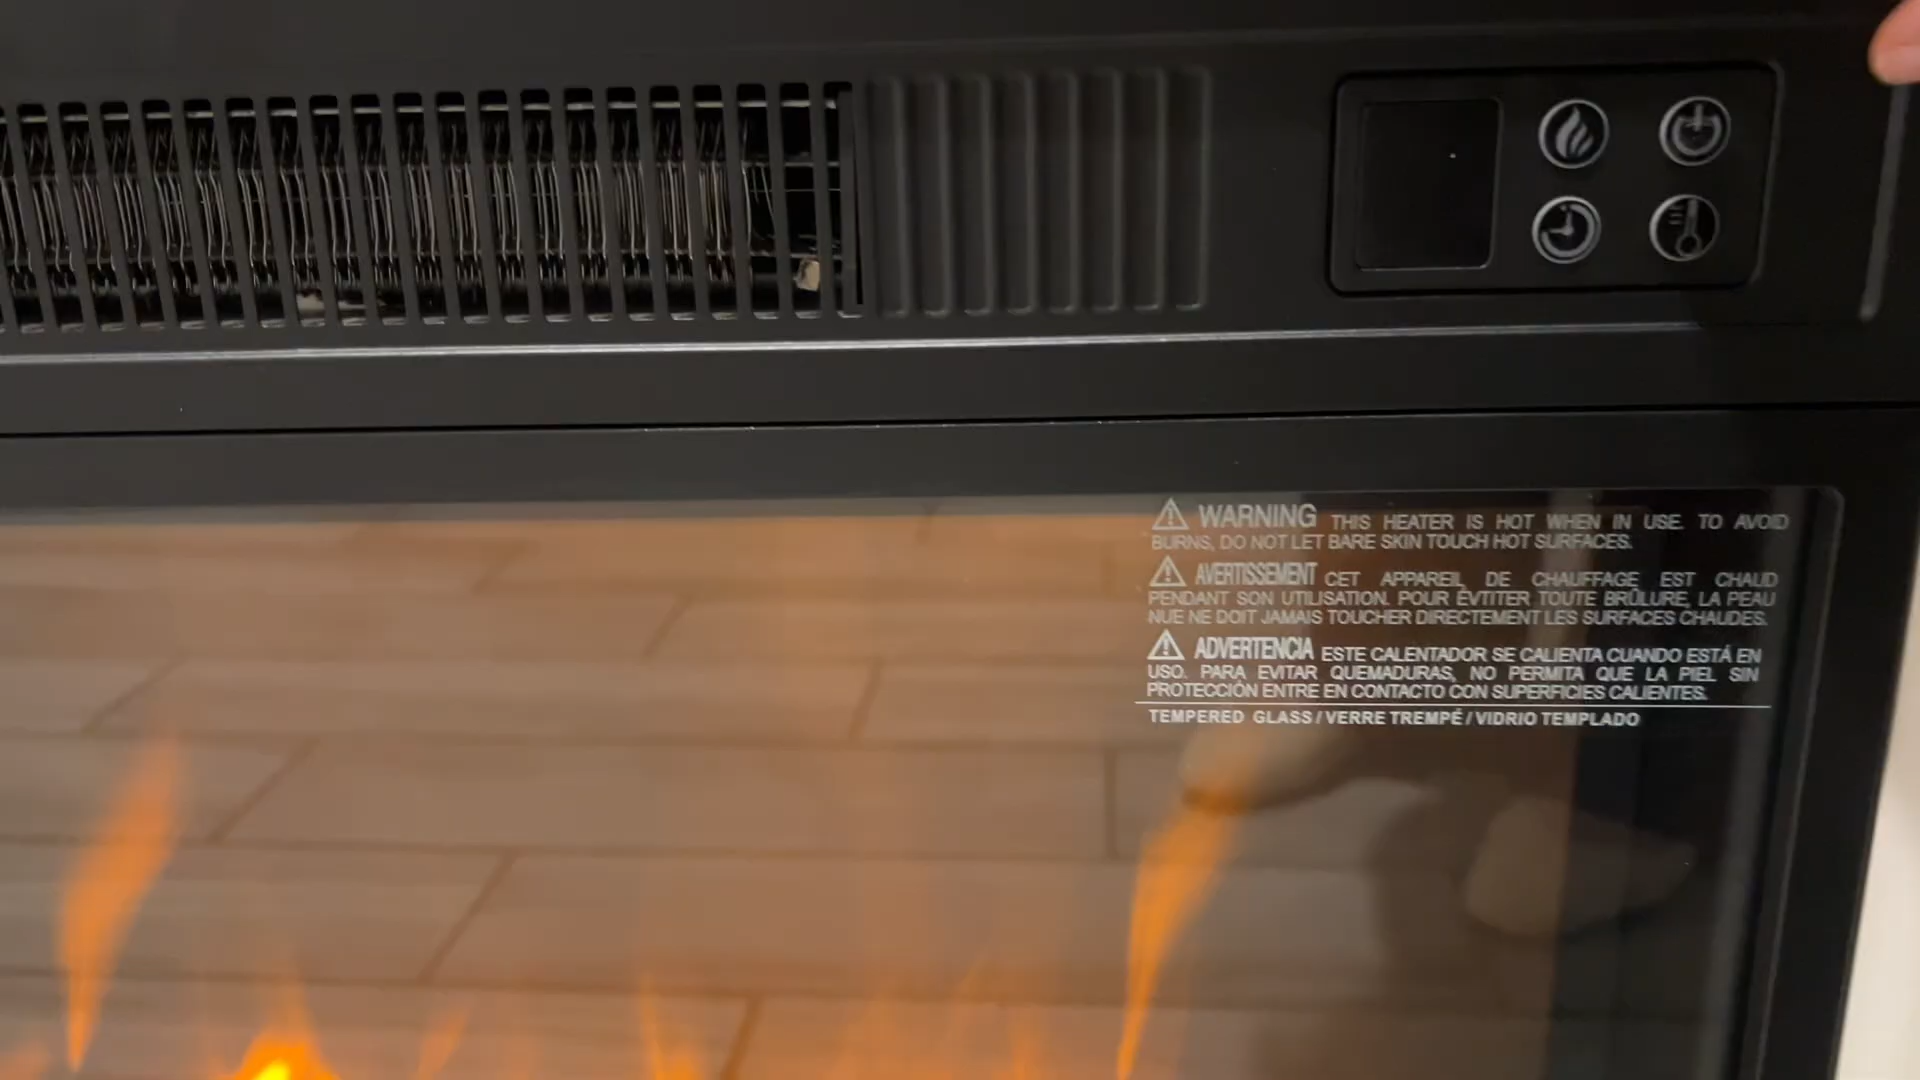 WARNING THIS HEATER IS HOT WHEN IN USE. TO AVOID
BURNS, DO NOT LET BARE SKIN TOUCH HOT SURFACES.
AVERTISSEMENT CET APPAREIL DE CHAUFFAGE EST CHAUD
PENDANT SON UTILISATION. POUR ÉVTITER TOUTE BRÛLURE, LA PEAU
NUE NE DOIT JAMAIS TOUCHER DIRECTEMENT LES SURFACES CHAUDES.
ADVERTENCIA ESTE CALENTADOR SE CALIENTA CUANDO ESTÁ EN
USO. PARA EVITAR QUEMADURAS, NO PERMITA QUE LA PIEL SIN
PROTECCIÓN ENTRE EN CONTACTO CON SUPERFICIES CALIENTES.
TEMPERED GLASS / VERRE TREMPÉ / VIDRIO TEMPLADO